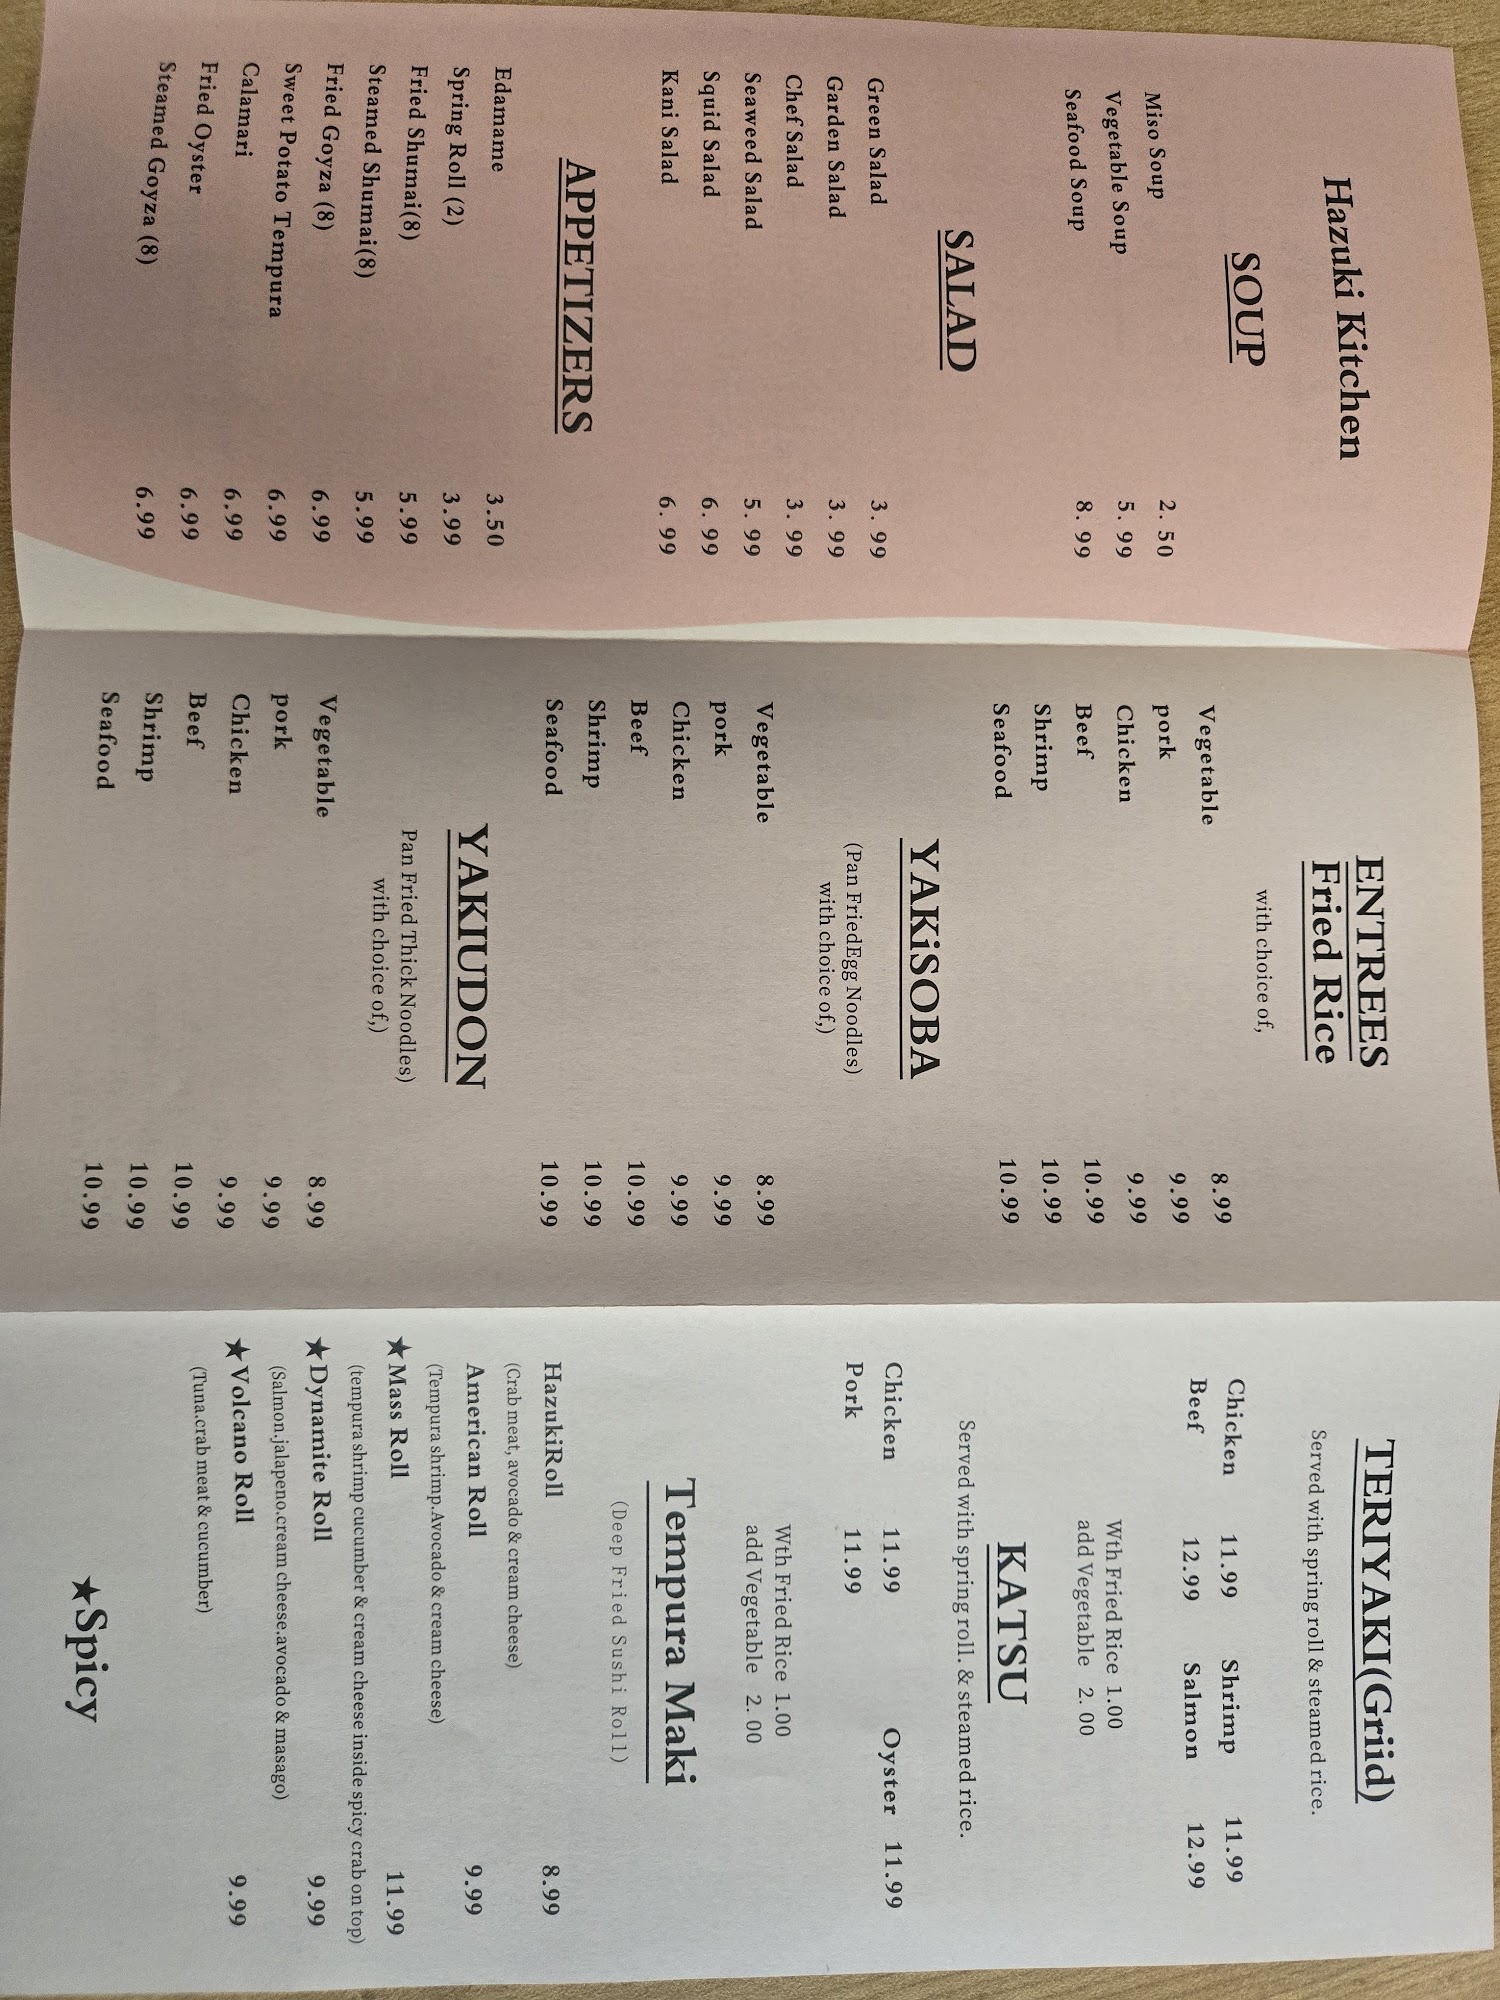 Hazuki Kitchen
SOUP
Miso Soup 2. 50
Vegetable Soup 5. 99
Seafood Soup 8. 99
SALAD
Green Salad 3. 99
Garden Salad 3. 99
Chef Salad 3. 99
Seaweed Salad 5. 99
Squid Salad 6. 99
Kani Salad 6. 99
APPETIZERS
Edamame 3.50
Spring Roll (2) 3.99
Fried Shumai(8) 5.99
Steamed Shumai(8) 5.99
Fried Goyza (8) 6.99
Sweet Potato Tempura 6.99
Calamari 6.99
Fried Oyster 6.99
Steamed Goyza (8) 6.99
ENTREES
Fried Rice
with choice of,
Vegetable 8.99
pork 9.99
Chicken 9.99
Beef 10.99
Shrimp 10.99
Seafood 10.99
YAKiSOBA
(Pan FriedEgg Noodles)
with choice of,)
Vegetable 8.99
pork 9.99
Chicken 9.99
Beef 10.99
Shrimp 10.99
Seafood 10.99
YAKIUDON
Pan Fried Thick Noodles)
with choice of,)
Vegetable 8.99
pork 9.99
Chicken 9.99
Beef 10.99
Shrimp 10.99
Seafood 10.99
TERIYAKI(Griid)
Served with spring roll & steamed rice.
Chicken 11.99 Shrimp 11.99
Beef 12.99 Salmon 12.99
Wth Fried Rice 1.00
add Vegetable 2. 00
KATSU
Served with spring roll. & steamed rice.
Chicken 11.99 Oyster 11.99
Pork 11.99
Wth Fried Rice 1.00
add Vegetable 2. 00
Tempura Maki
(Deep Fried Sushi Roll)
HazukiRoll 8.99
(Crab meat, avocado & cream cheese)
American Roll 9.99
(Tempura shrimp.Avocado & cream cheese)
★Mass Roll 11.99
(tempura shrimp cucumber & cream cheese inside spicy crab on top)
★Dynamite Roll 9.99
(Salmon.jalapeno.cream cheese.avocado & masago)
★Volcano Roll 9.99
(Tuna.crab meat & cucumber)
★Spicy